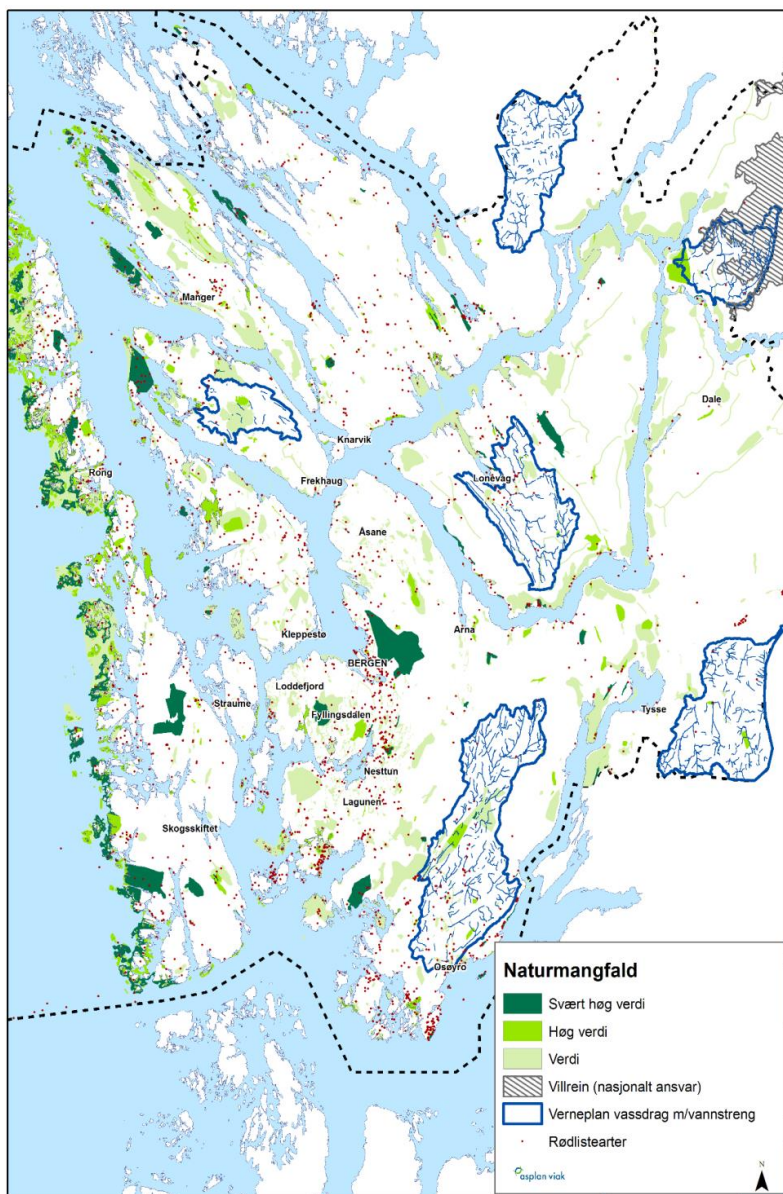 Manger
Dale
Knarvik
Rong
Frekhaug
Lonevåg
Åsane
Kleppestø
Arna
BERGEN
Loddefjord
Straume
Fyllingsdalen
Tysse
Nesttun
Lagunen
Skogsskiftet
Osøyro
Naturmangfald
Svært høg verdi
Høg verdi
Verdi
Villrein (nasjonalt ansvar)
Verneplan vassdrag m/vannstreng
Rødlistearter
asplan viak
N